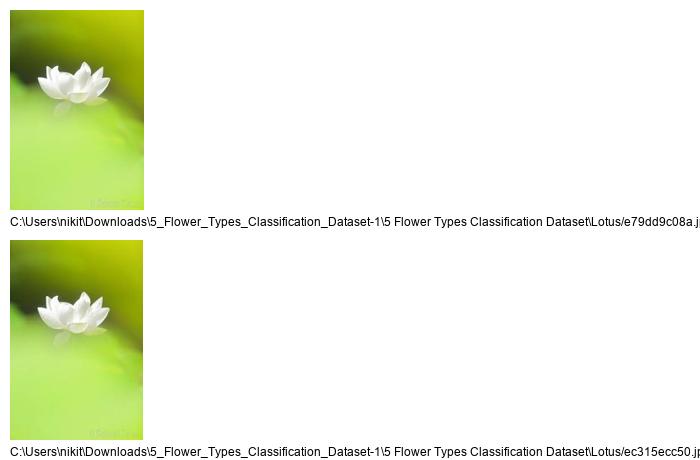 C:\Users\nikit\Downloads\5_Flower_Types_Classification_Dataset-1\5 Flower Types Classification Dataset\Lotus/e79dd9c08a.j
C:\Users\nikit\Downloads\5_Flower_Types_Classification_Dataset-1\5 Flower Types Classification Dataset\Lotus/ec315ecc50.j